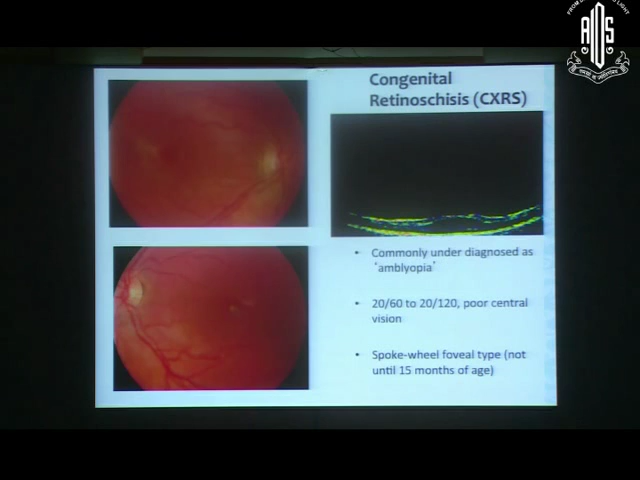 AIOS
Congenital
Retinoschisis (CXRS)
• Commonly under diagnosed as
‘amblyopia’
• 20/60 to 20/120, poor central
vision
• Spoke-wheel foveal type (not
until 15 months of age)